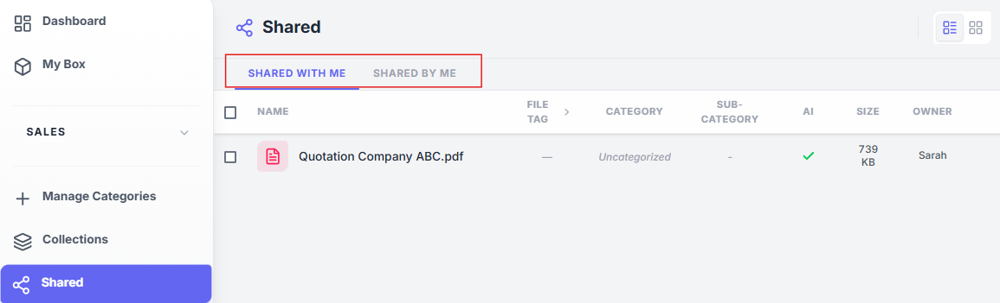 Dashboard
My Box
SALES
Manage Categories
Collections
Shared
Shared
SHARED WITH ME SHARED BY ME
NAME FILE TAG CATEGORY SUB-CATEGORY AI SIZE OWNER
Quotation Company ABC.pdf — Uncategorized - 739 KB Sarah